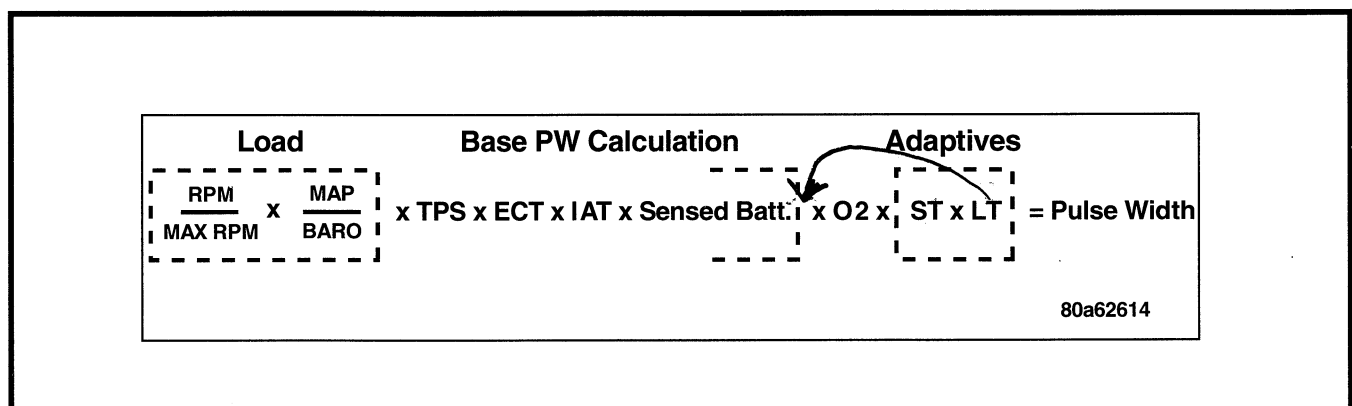 Load Base PW Calculation Adaptives
RPM MAP
x x TPS x ECT x IAT x Sensed Batt. x O2 x ST x LT = Pulse Width
MAX RPM BARO
80a62614